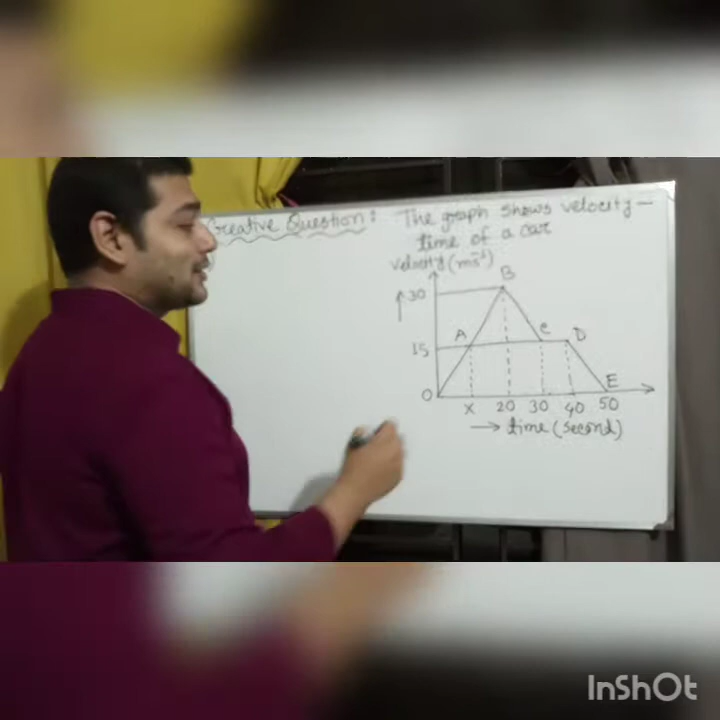 Creative Question: The graph shows velocity-
time of a car
Velocity (ms⁻¹)
B
30
A C D
15
0 E
X 20 30 40 50
→ time (second)
InShOt